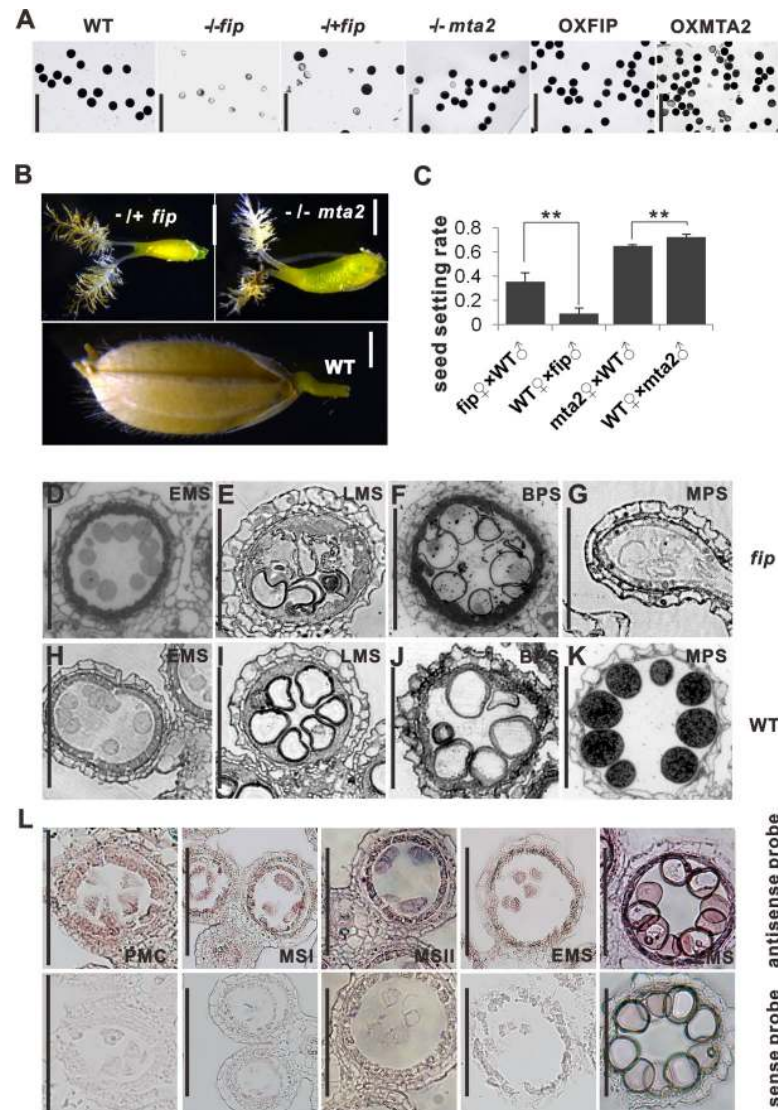 A
WT
-/-fip
-/+fip
-/- mta2
OXFIP
OXMTA2
B
-/+ fip
-/- mta2
WT
C
seed setting rate
0.8
0.6
0.4
0.2
0
**
**
fip♀×WT♂
WT♀×fip♂
mta2♀×WT♂
WT♀×mta2♂
D
EMS
E
LMS
F
BPS
G
MPS
fip
H
EMS
I
LMS
J
BPS
K
MPS
WT
L
PMC
MSI
MSII
EMS
LMS
antisense probe
sense probe